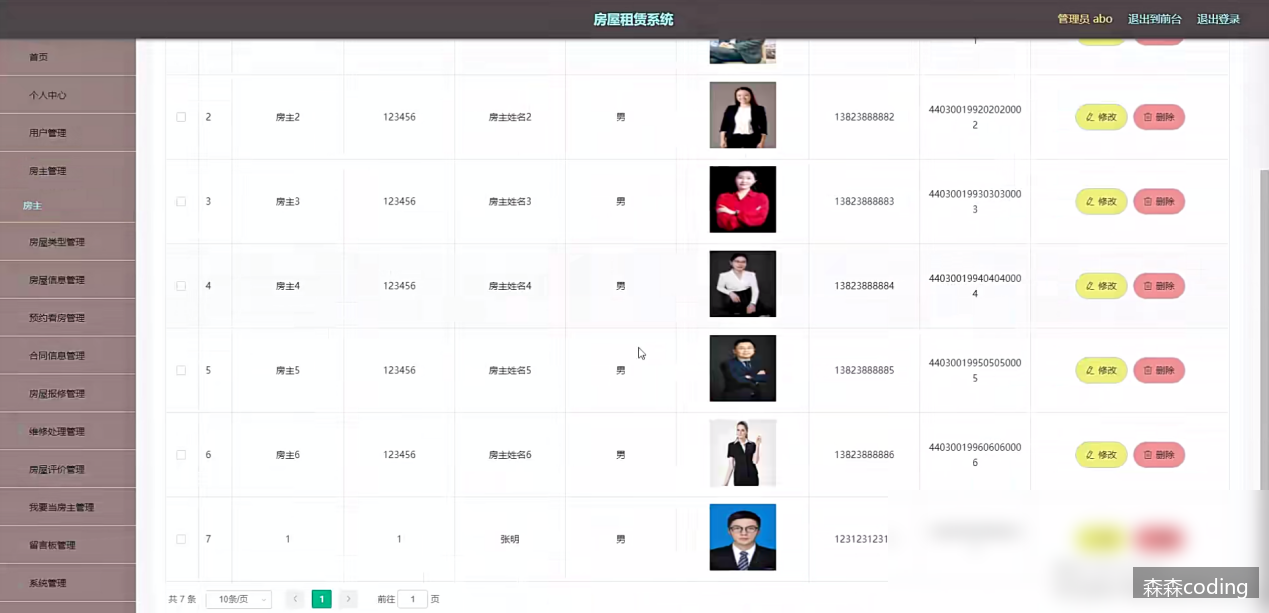 房屋租赁系统
管理员 abo 退出到前台 退出登录
首页
个人中心
用户管理
房主管理
房主
房屋类型管理
房屋信息管理
预约看房管理
合同信息管理
房屋报修管理
维修处理管理
房屋评价管理
我要当房主管理
留言板管理
系统管理
2 房主2 123456 房主姓名2 男 13823888882 44030019920202000
2
修改 删除
3 房主3 123456 房主姓名3 男 13823888883 44030019930303000
3
修改 删除
4 房主4 123456 房主姓名4 男 13823888884 44030019940404000
4
修改 删除
5 房主5 123456 房主姓名5 男 13823888885 44030019950505000
5
修改 删除
6 房主6 123456 房主姓名6 男 13823888886 44030019960606000
6
修改 删除
7 1 1 张明 男 1231231231
共 7 条 10条/页 1 前往 1 页
森森coding